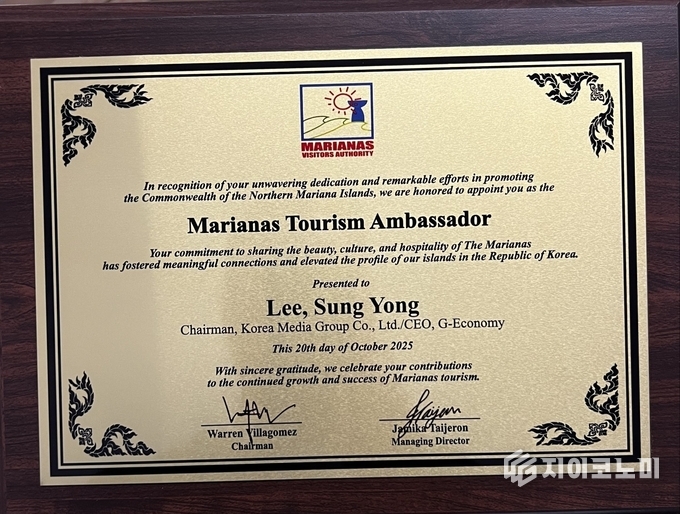 MARIANAS
VISITORS AUTHORITY
In recognition of your unwavering dedication and remarkable efforts in promoting
the Commonwealth of the Northern Mariana Islands, we are honored to appoint you as the
Marianas Tourism Ambassador
Your commitment to sharing the beauty, culture, and hospitality of The Marianas
has fostered meaningful connections and elevated the profile of our islands in the Republic of Korea.
Presented to
Lee, Sung Yong
Chairman, Korea Media Group Co., Ltd./CEO, G-Economy
This 20th day of October 2025
With sincere gratitude, we celebrate your contributions
to the continued growth and success of Marianas tourism.
Warren Villagomez
Chairman
Jamika Taijeron
Managing Director
지이코노미